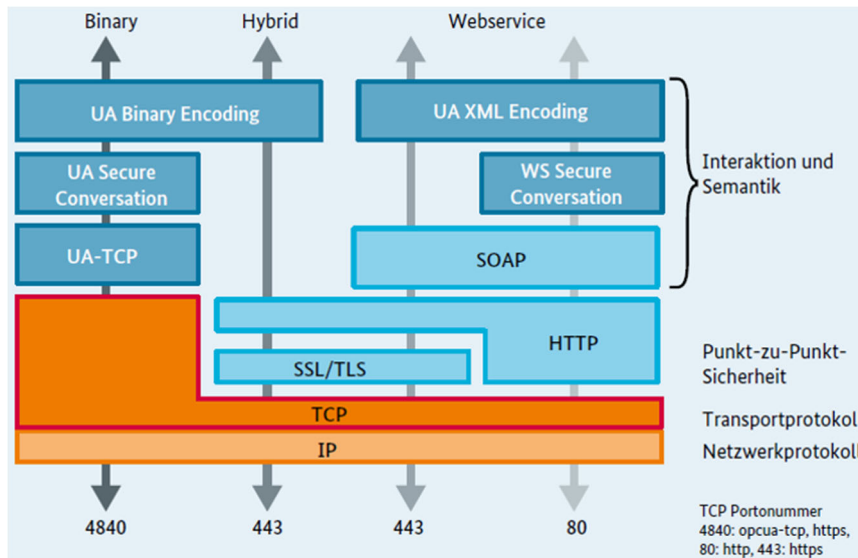 Binary Hybrid Webservice
UA Binary Encoding UA XML Encoding
UA Secure
Conversation
WS Secure
Conversation
Interaktion und
Semantik
UA-TCP SOAP
HTTP
SSL/TLS
Punkt-zu-Punkt-
Sicherheit
TCP
Transportprotokol
IP
Netzwerkprotokoll
4840 443 443 80
TCP Portonummer
4840: opcua-tcp, https,
80: http, 443: https